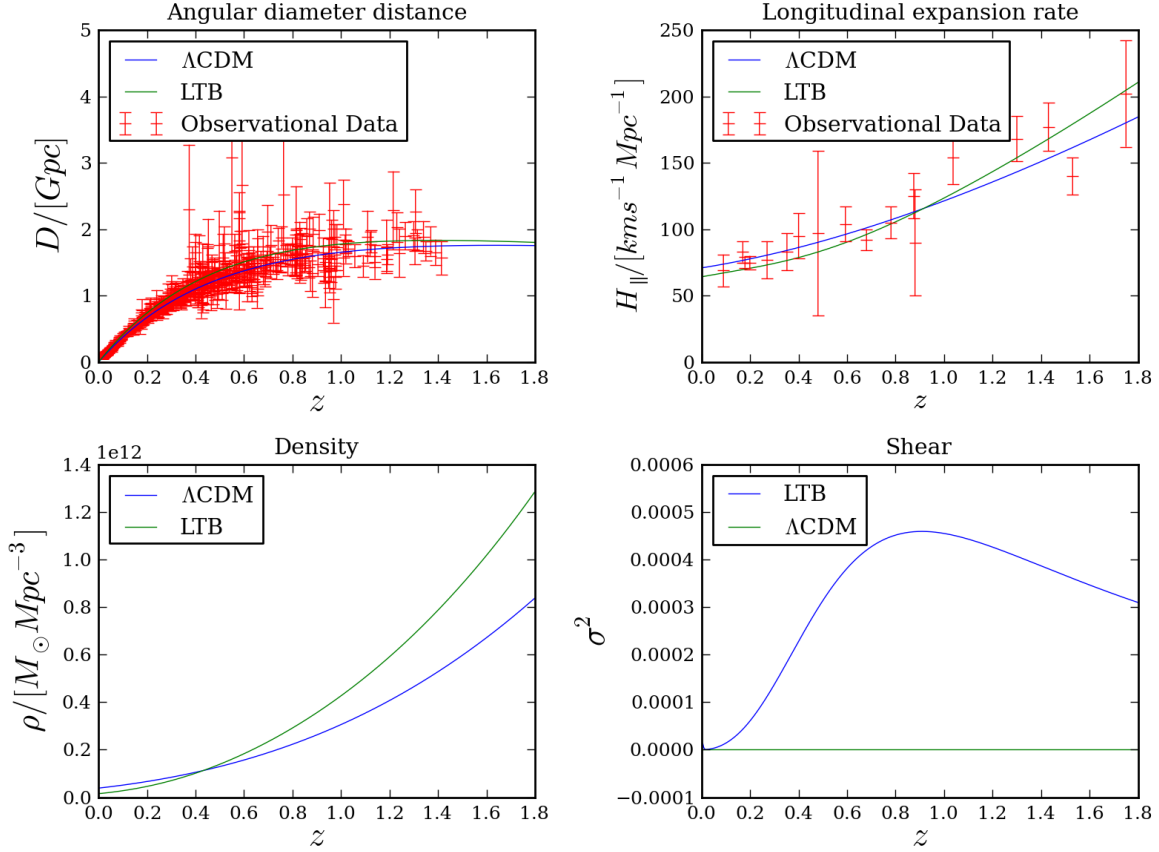 Angular diameter distance
D/[Gpc]
5
4
3
2
1
0
ΛCDM
LTB
Observational Data
0.0 0.2 0.4 0.6 0.8 1.0 1.2 1.4 1.6 1.8
z
Longitudinal expansion rate
H∥/[kms⁻¹ Mpc⁻¹]
250
200
150
100
50
0
ΛCDM
LTB
Observational Data
0.0 0.2 0.4 0.6 0.8 1.0 1.2 1.4 1.6 1.8
z
Density
1e12
ρ/[M⊙Mpc⁻³]
1.4
1.2
1.0
0.8
0.6
0.4
0.2
0.0
ΛCDM
LTB
0.0 0.2 0.4 0.6 0.8 1.0 1.2 1.4 1.6 1.8
z
Shear
σ²
0.0006
0.0005
0.0004
0.0003
0.0002
0.0001
0.0000
−0.0001
LTB
ΛCDM
0.0 0.2 0.4 0.6 0.8 1.0 1.2 1.4 1.6 1.8
z